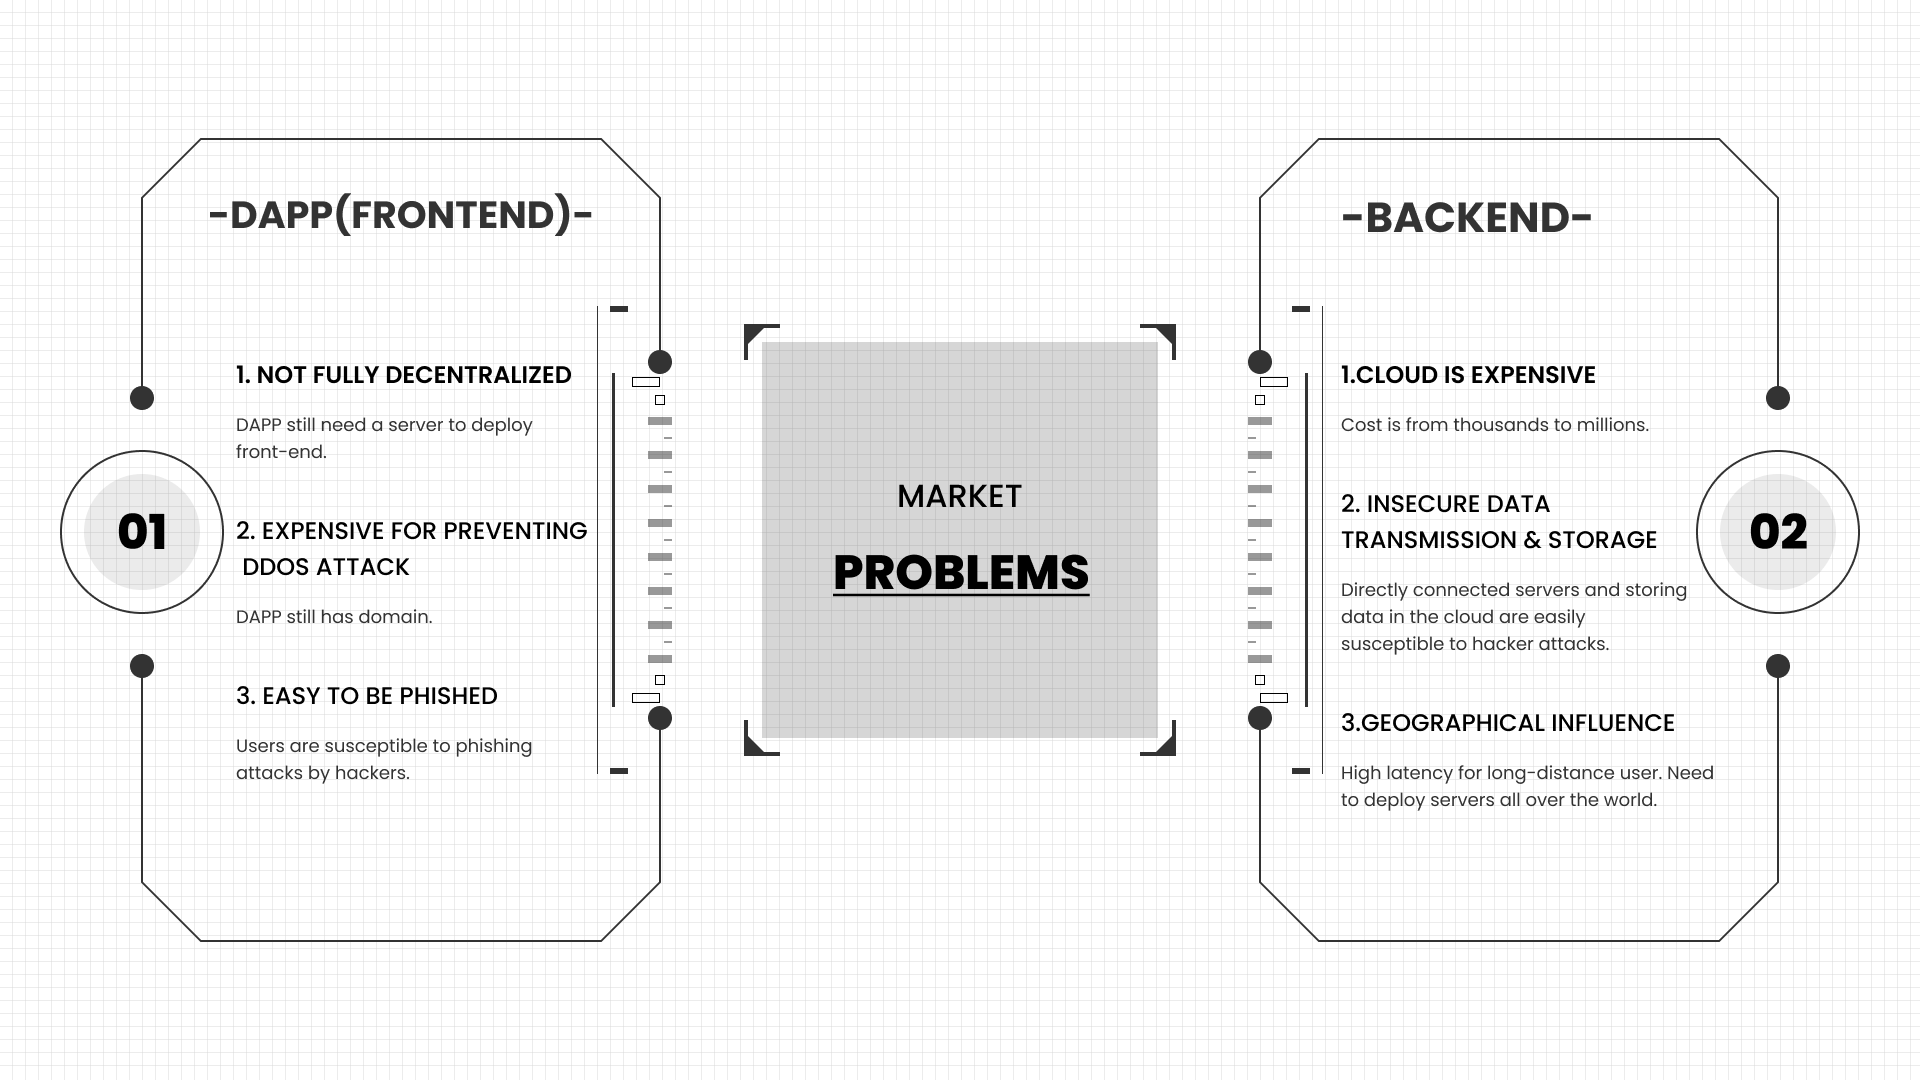 -DAPP(FRONTEND)-
01
1. NOT FULLY DECENTRALIZED
DAPP still need a server to deploy
front-end.
2. EXPENSIVE FOR PREVENTING
DDOS ATTACK
DAPP still has domain.
3. EASY TO BE PHISHED
Users are susceptible to phishing
attacks by hackers.
MARKET
PROBLEMS
-BACKEND-
02
1.CLOUD IS EXPENSIVE
Cost is from thousands to millions.
2. INSECURE DATA
TRANSMISSION & STORAGE
Directly connected servers and storing
data in the cloud are easily
susceptible to hacker attacks.
3.GEOGRAPHICAL INFLUENCE
High latency for long-distance user. Need
to deploy servers all over the world.